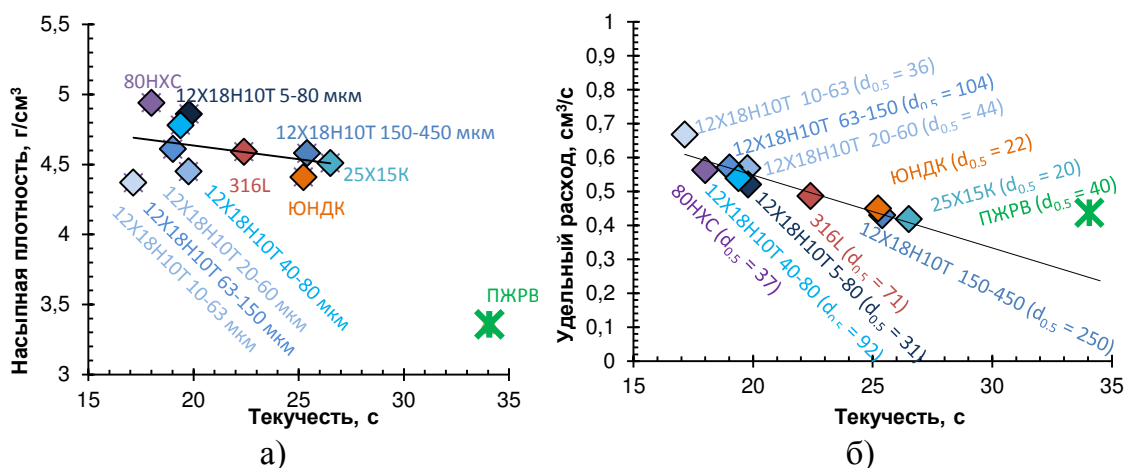 Насыпная плотность, г/см³
5,5
5
4,5
4
3,5
3
80НХС
12Х18Н10Т 5-80 мкм
12Х18Н10Т 150-450 мкм
316L
25Х15К
ЮНДК
12Х18Н10Т 40-80 мкм
12Х18Н10Т 20-60 мкм
12Х18Н10Т 63-150 мкм
12Х18Н10Т 10-63 мкм
ПЖРВ
15 20 25 30 35
Текучесть, с
а)
Удельный расход, см³/с
1
0,9
0,8
0,7
0,6
0,5
0,4
0,3
0,2
0,1
0
12Х18Н10Т 10-63 (d0.5 = 36)
12Х18Н10Т 63-150 (d0.5 = 104)
12Х18Н10Т 20-60 (d0.5 = 44)
ЮНДК (d0.5 = 22)
25Х15К (d0.5 = 20)
ПЖРВ (d0.5 = 40)
80НХС (d0.5 = 37)
12Х18Н10Т 40-80 (d0.5 = 92)
12Х18Н10Т 5-80 (d0.5 = 31)
316L (d0.5 = 71)
12Х18Н10Т 150-450 (d0.5 = 250)
15 20 25 30 35
Текучесть, с
б)